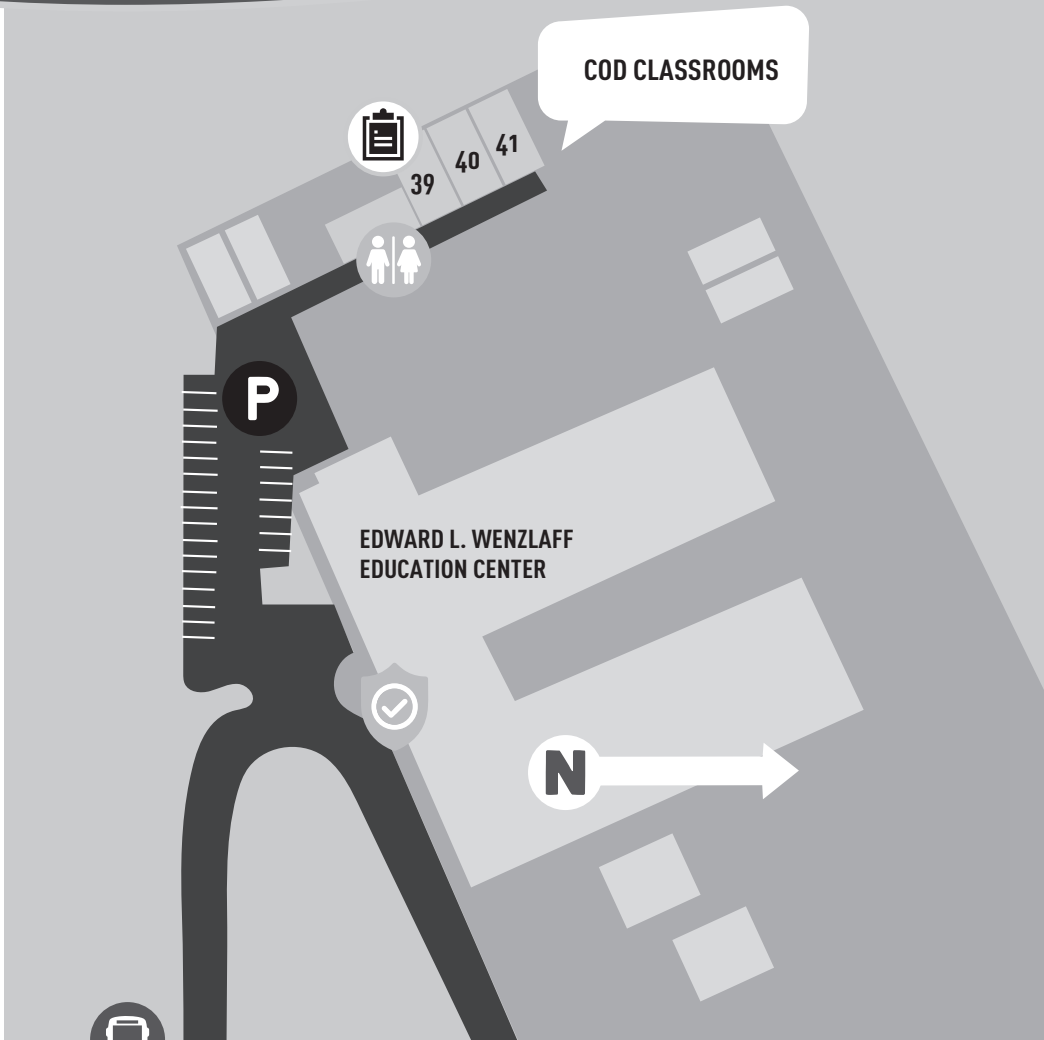 COD CLASSROOMS
41
40
39
P
EDWARD L. WENZLAFF
EDUCATION CENTER
N